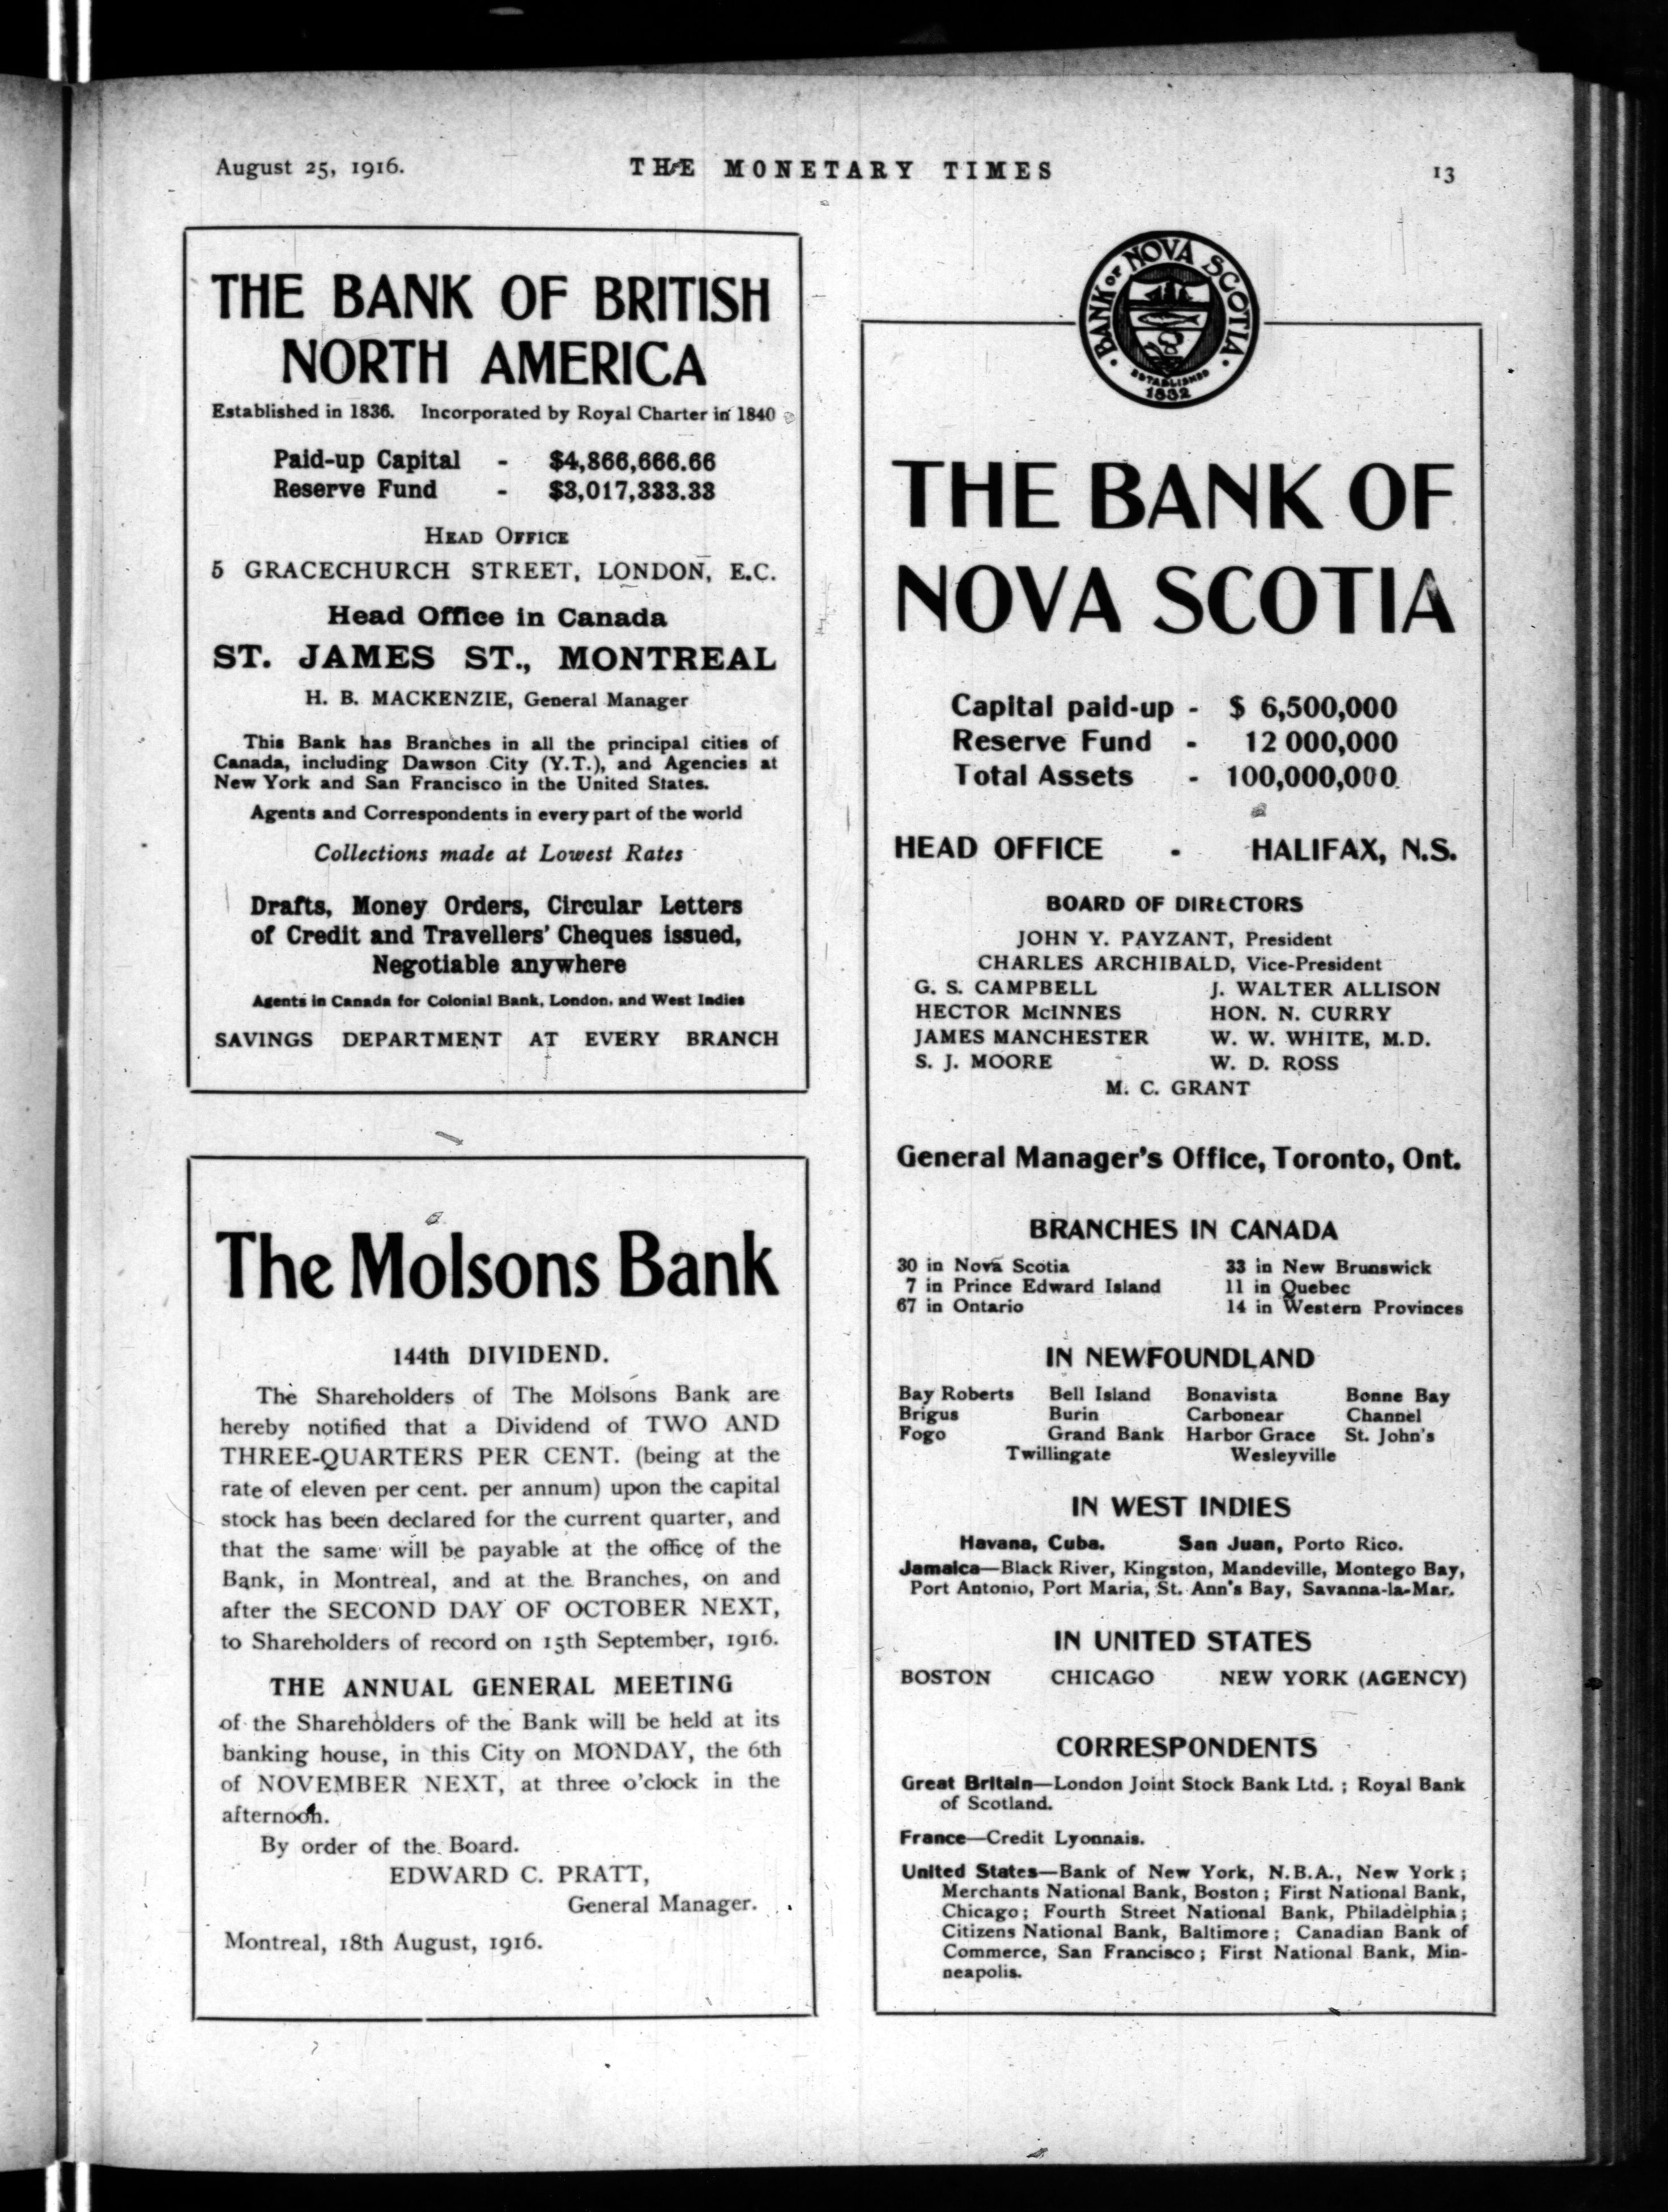 August 25, 1916.
THE MONETARY TIMES
13
THE BANK OF BRITISH
NORTH AMERICA
Established in 1836. Incorporated by Royal Charter in 1840
Paid-up Capital - $4,866,666.66
Reserve Fund - $3,017,333.33
HEAD OFFICE
5 GRACECHURCH STREET, LONDON, E.C.
Head Office in Canada
ST. JAMES ST., MONTREAL
H. B. MACKENZIE, General Manager
This Bank has Branches in all the principal cities of
Canada, including Dawson City (Y.T.), and Agencies at
New York and San Francisco in the United States.
Agents and Correspondents in every part of the world
Collections made at Lowest Rates
Drafts, Money Orders, Circular Letters
of Credit and Travellers' Cheques issued,
Negotiable anywhere
Agents in Canada for Colonial Bank, London, and West Indies
SAVINGS DEPARTMENT AT EVERY BRANCH
The Molsons Bank
144th DIVIDEND.
The Shareholders of The Molsons Bank are
hereby notified that a Dividend of TWO AND
THREE-QUARTERS PER CENT. (being at the
rate of eleven per cent. per annum) upon the capital
stock has been declared for the current quarter, and
that the same will be payable at the office of the
Bank, in Montreal, and at the Branches, on and
after the SECOND DAY OF OCTOBER NEXT,
to Shareholders of record on 15th September, 1916.
THE ANNUAL GENERAL MEETING
of the Shareholders of the Bank will be held at its
banking house, in this City on MONDAY, the 6th
of NOVEMBER NEXT, at three o'clock in the
afternoon.
By order of the Board.
EDWARD C. PRATT,
General Manager.
Montreal, 18th August, 1916.
BANK OF NOVA SCOTIA
ESTABLISHED
1832
THE BANK OF
NOVA SCOTIA
Capital paid-up - $ 6,500,000
Reserve Fund - 12 000,000
Total Assets - 100,000,000
HEAD OFFICE - HALIFAX, N.S.
BOARD OF DIRECTORS
JOHN Y. PAYZANT, President
CHARLES ARCHIBALD, Vice-President
G. S. CAMPBELL J. WALTER ALLISON
HECTOR McINNES HON. N. CURRY
JAMES MANCHESTER W. W. WHITE, M.D.
S. J. MOORE W. D. ROSS
M. C. GRANT
General Manager's Office, Toronto, Ont.
BRANCHES IN CANADA
30 in Nova Scotia 33 in New Brunswick
7 in Prince Edward Island 11 in Quebec
67 in Ontario 14 in Western Provinces
IN NEWFOUNDLAND
Bay Roberts Bell Island Bonavista Bonne Bay
Brigus Burin Carbonear Channel
Fogo Grand Bank Harbor Grace St. John's
Twillingate Wesleyville
IN WEST INDIES
Havana, Cuba. San Juan, Porto Rico.
Jamaica—Black River, Kingston, Mandeville, Montego Bay,
Port Antonio, Port Maria, St. Ann's Bay, Savanna-la-Mar.
IN UNITED STATES
BOSTON CHICAGO NEW YORK (AGENCY)
CORRESPONDENTS
Great Britain—London Joint Stock Bank Ltd. ; Royal Bank
of Scotland.
France—Credit Lyonnais.
United States—Bank of New York, N.B.A., New York ;
Merchants National Bank, Boston ; First National Bank,
Chicago ; Fourth Street National Bank, Philadelphia ;
Citizens National Bank, Baltimore ; Canadian Bank of
Commerce, San Francisco ; First National Bank, Min-
neapolis.